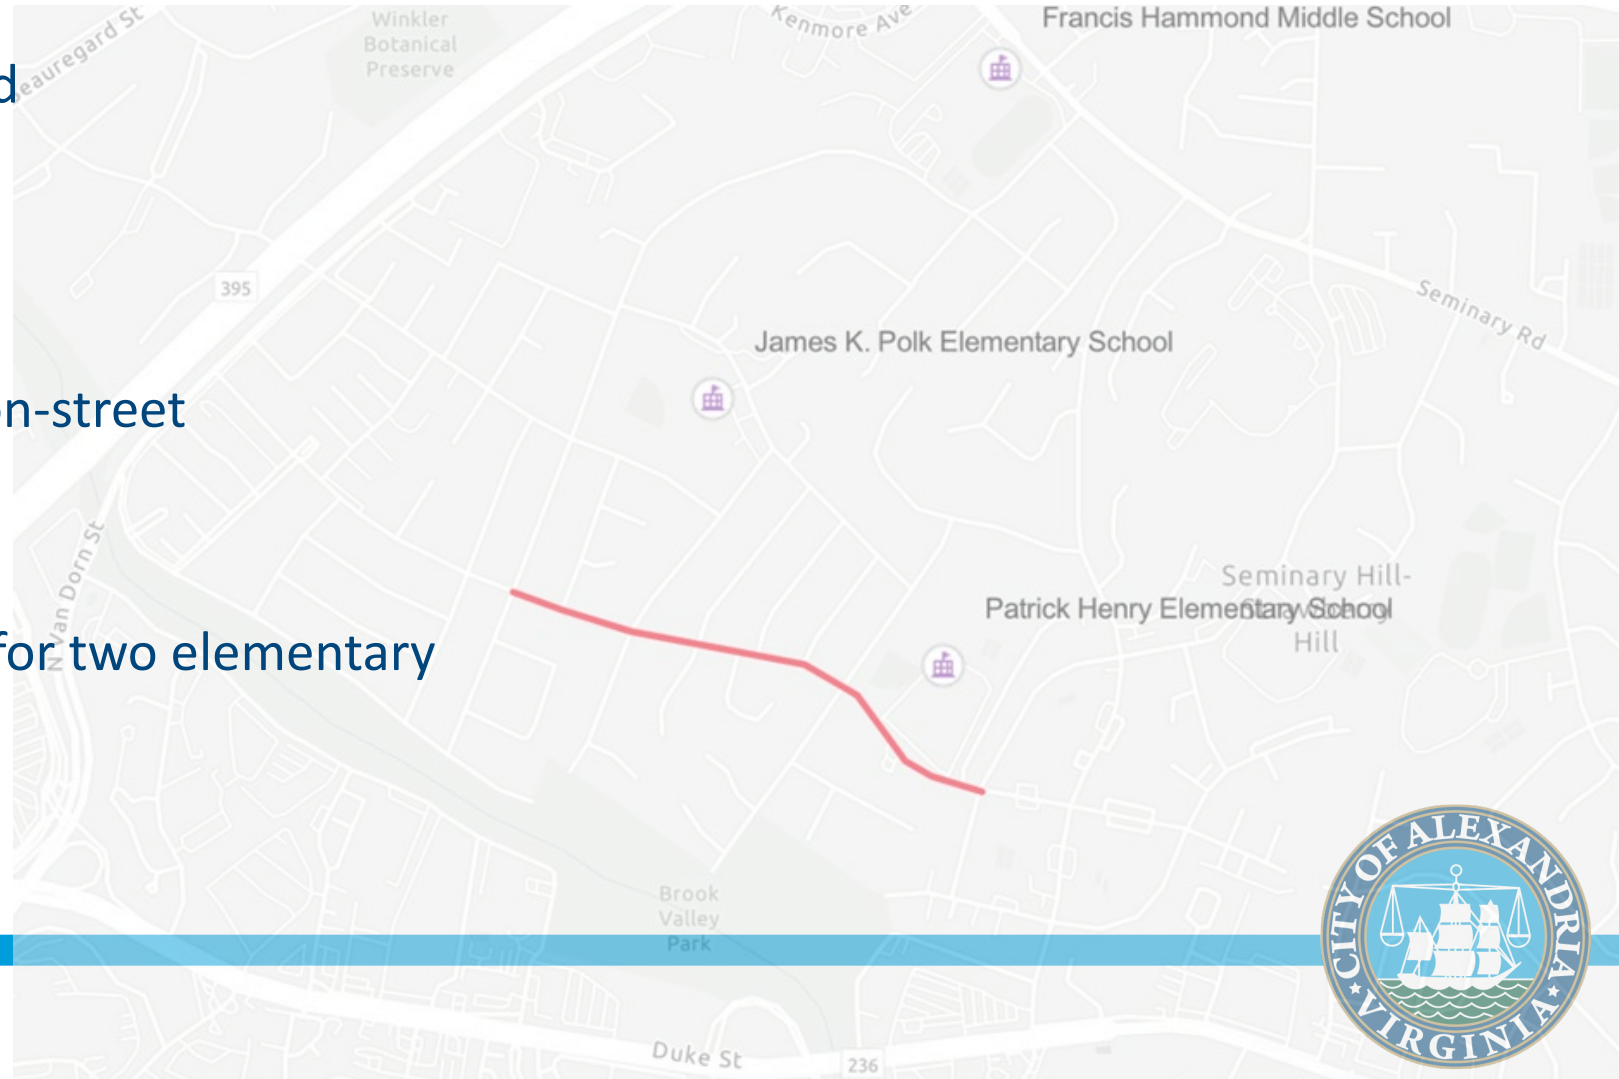 Beauregard St
Winkler
Botanical
Preserve
Kenmore Ave
Francis Hammond Middle School
d
395
Seminary Rd
James K. Polk Elementary School
on-street
N Van Dorn St
Seminary Hill-
Patrick Henry Elementary School
Hill
for two elementary
Brook
Valley
Park
Duke St
236
CITY OF ALEXANDRIA
VIRGINIA